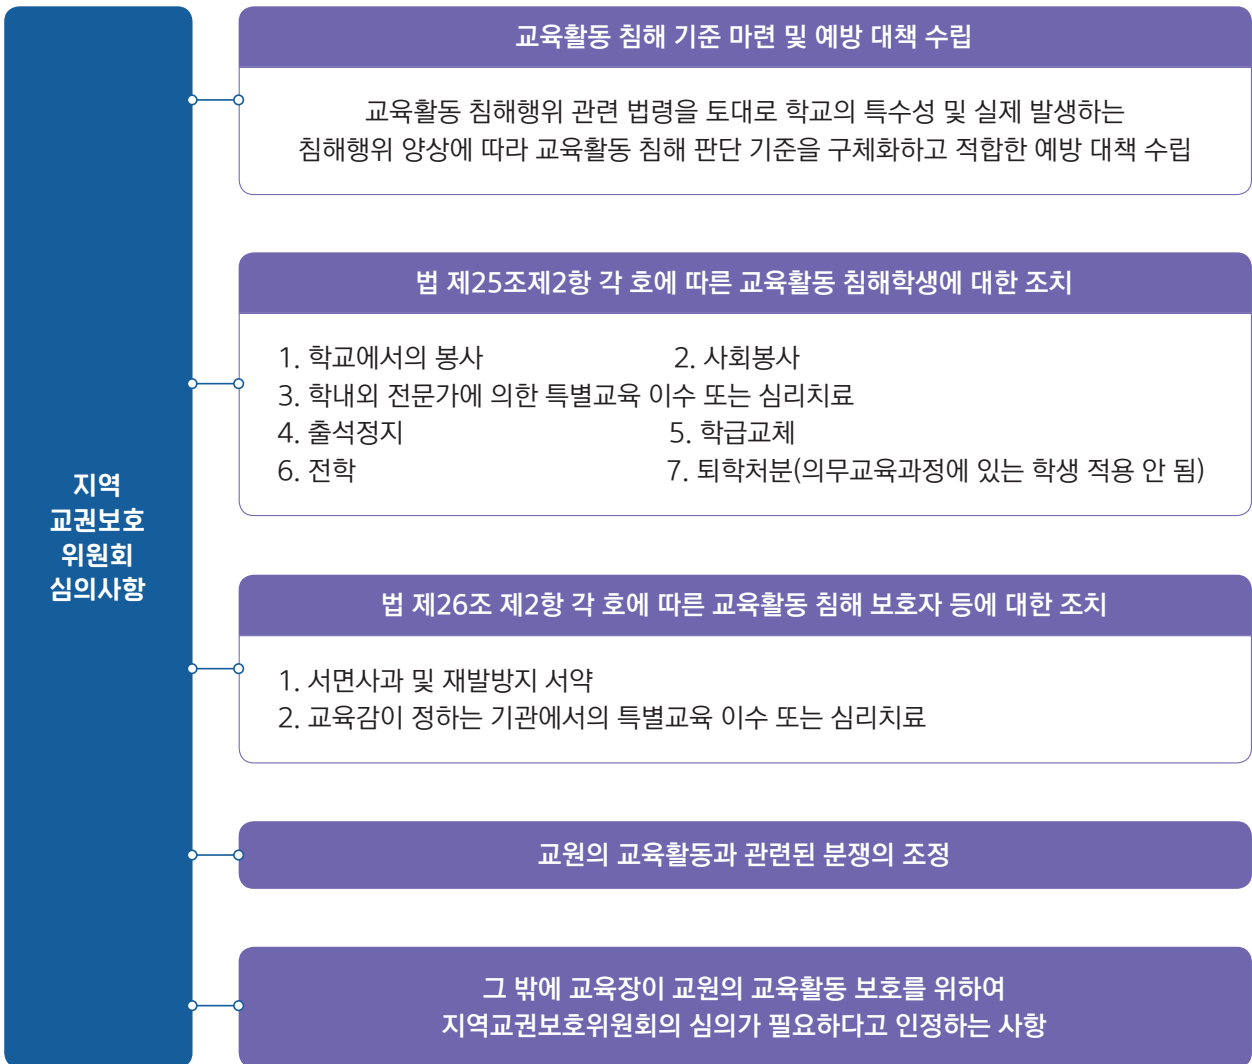 지역
교권보호
위원회
심의사항
교육활동 침해 기준 마련 및 예방 대책 수립
교육활동 침해행위 관련 법령을 토대로 학교의 특수성 및 실제 발생하는
침해행위 양상에 따라 교육활동 침해 판단 기준을 구체화하고 적합한 예방 대책 수립
법 제25조제2항 각 호에 따른 교육활동 침해학생에 대한 조치
1. 학교에서의 봉사 2. 사회봉사
3. 학내외 전문가에 의한 특별교육 이수 또는 심리치료
4. 출석정지 5. 학급교체
6. 전학 7. 퇴학처분(의무교육과정에 있는 학생 적용 안 됨)
법 제26조 제2항 각 호에 따른 교육활동 침해 보호자 등에 대한 조치
1. 서면사과 및 재발방지 서약
2. 교육감이 정하는 기관에서의 특별교육 이수 또는 심리치료
교원의 교육활동과 관련된 분쟁의 조정
그 밖에 교육장이 교원의 교육활동 보호를 위하여
지역교권보호위원회의 심의가 필요하다고 인정하는 사항